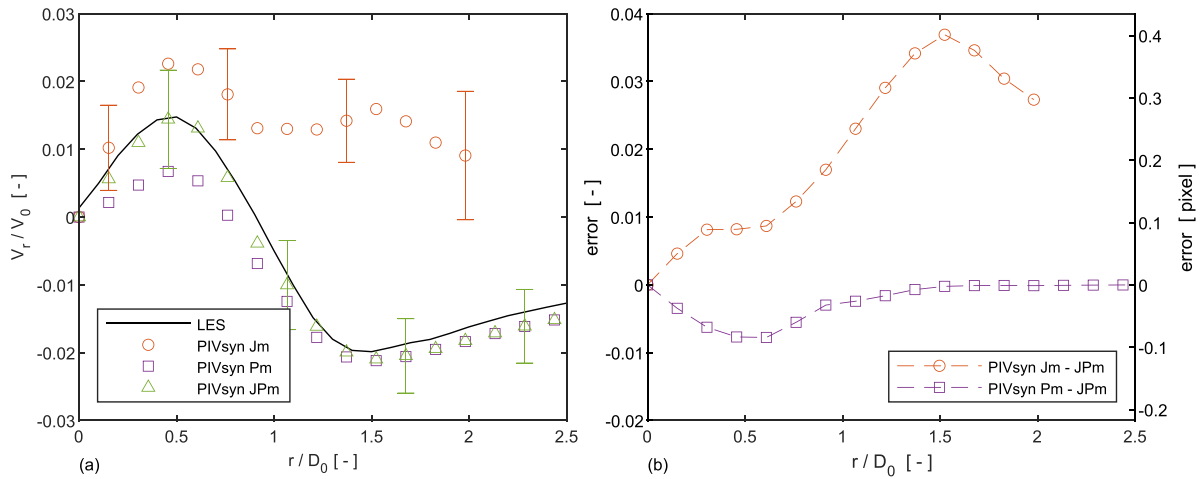 0.03
0.02
0.01
0
-0.01
-0.02
-0.03
V_r / V_0 [ - ]
LES
PIVsyn Jm
PIVsyn Pm
PIVsyn JPm
0 0.5 1 1.5 2 2.5
(a) r / D_0 [ - ]
0.04
0.03
0.02
0.01
0
-0.01
-0.02
error [ - ]
0.4
0.3
0.2
0.1
0
-0.1
-0.2
error [ pixel ]
PIVsyn Jm - JPm
PIVsyn Pm - JPm
0 0.5 1 1.5 2 2.5
(b) r / D_0 [ - ]